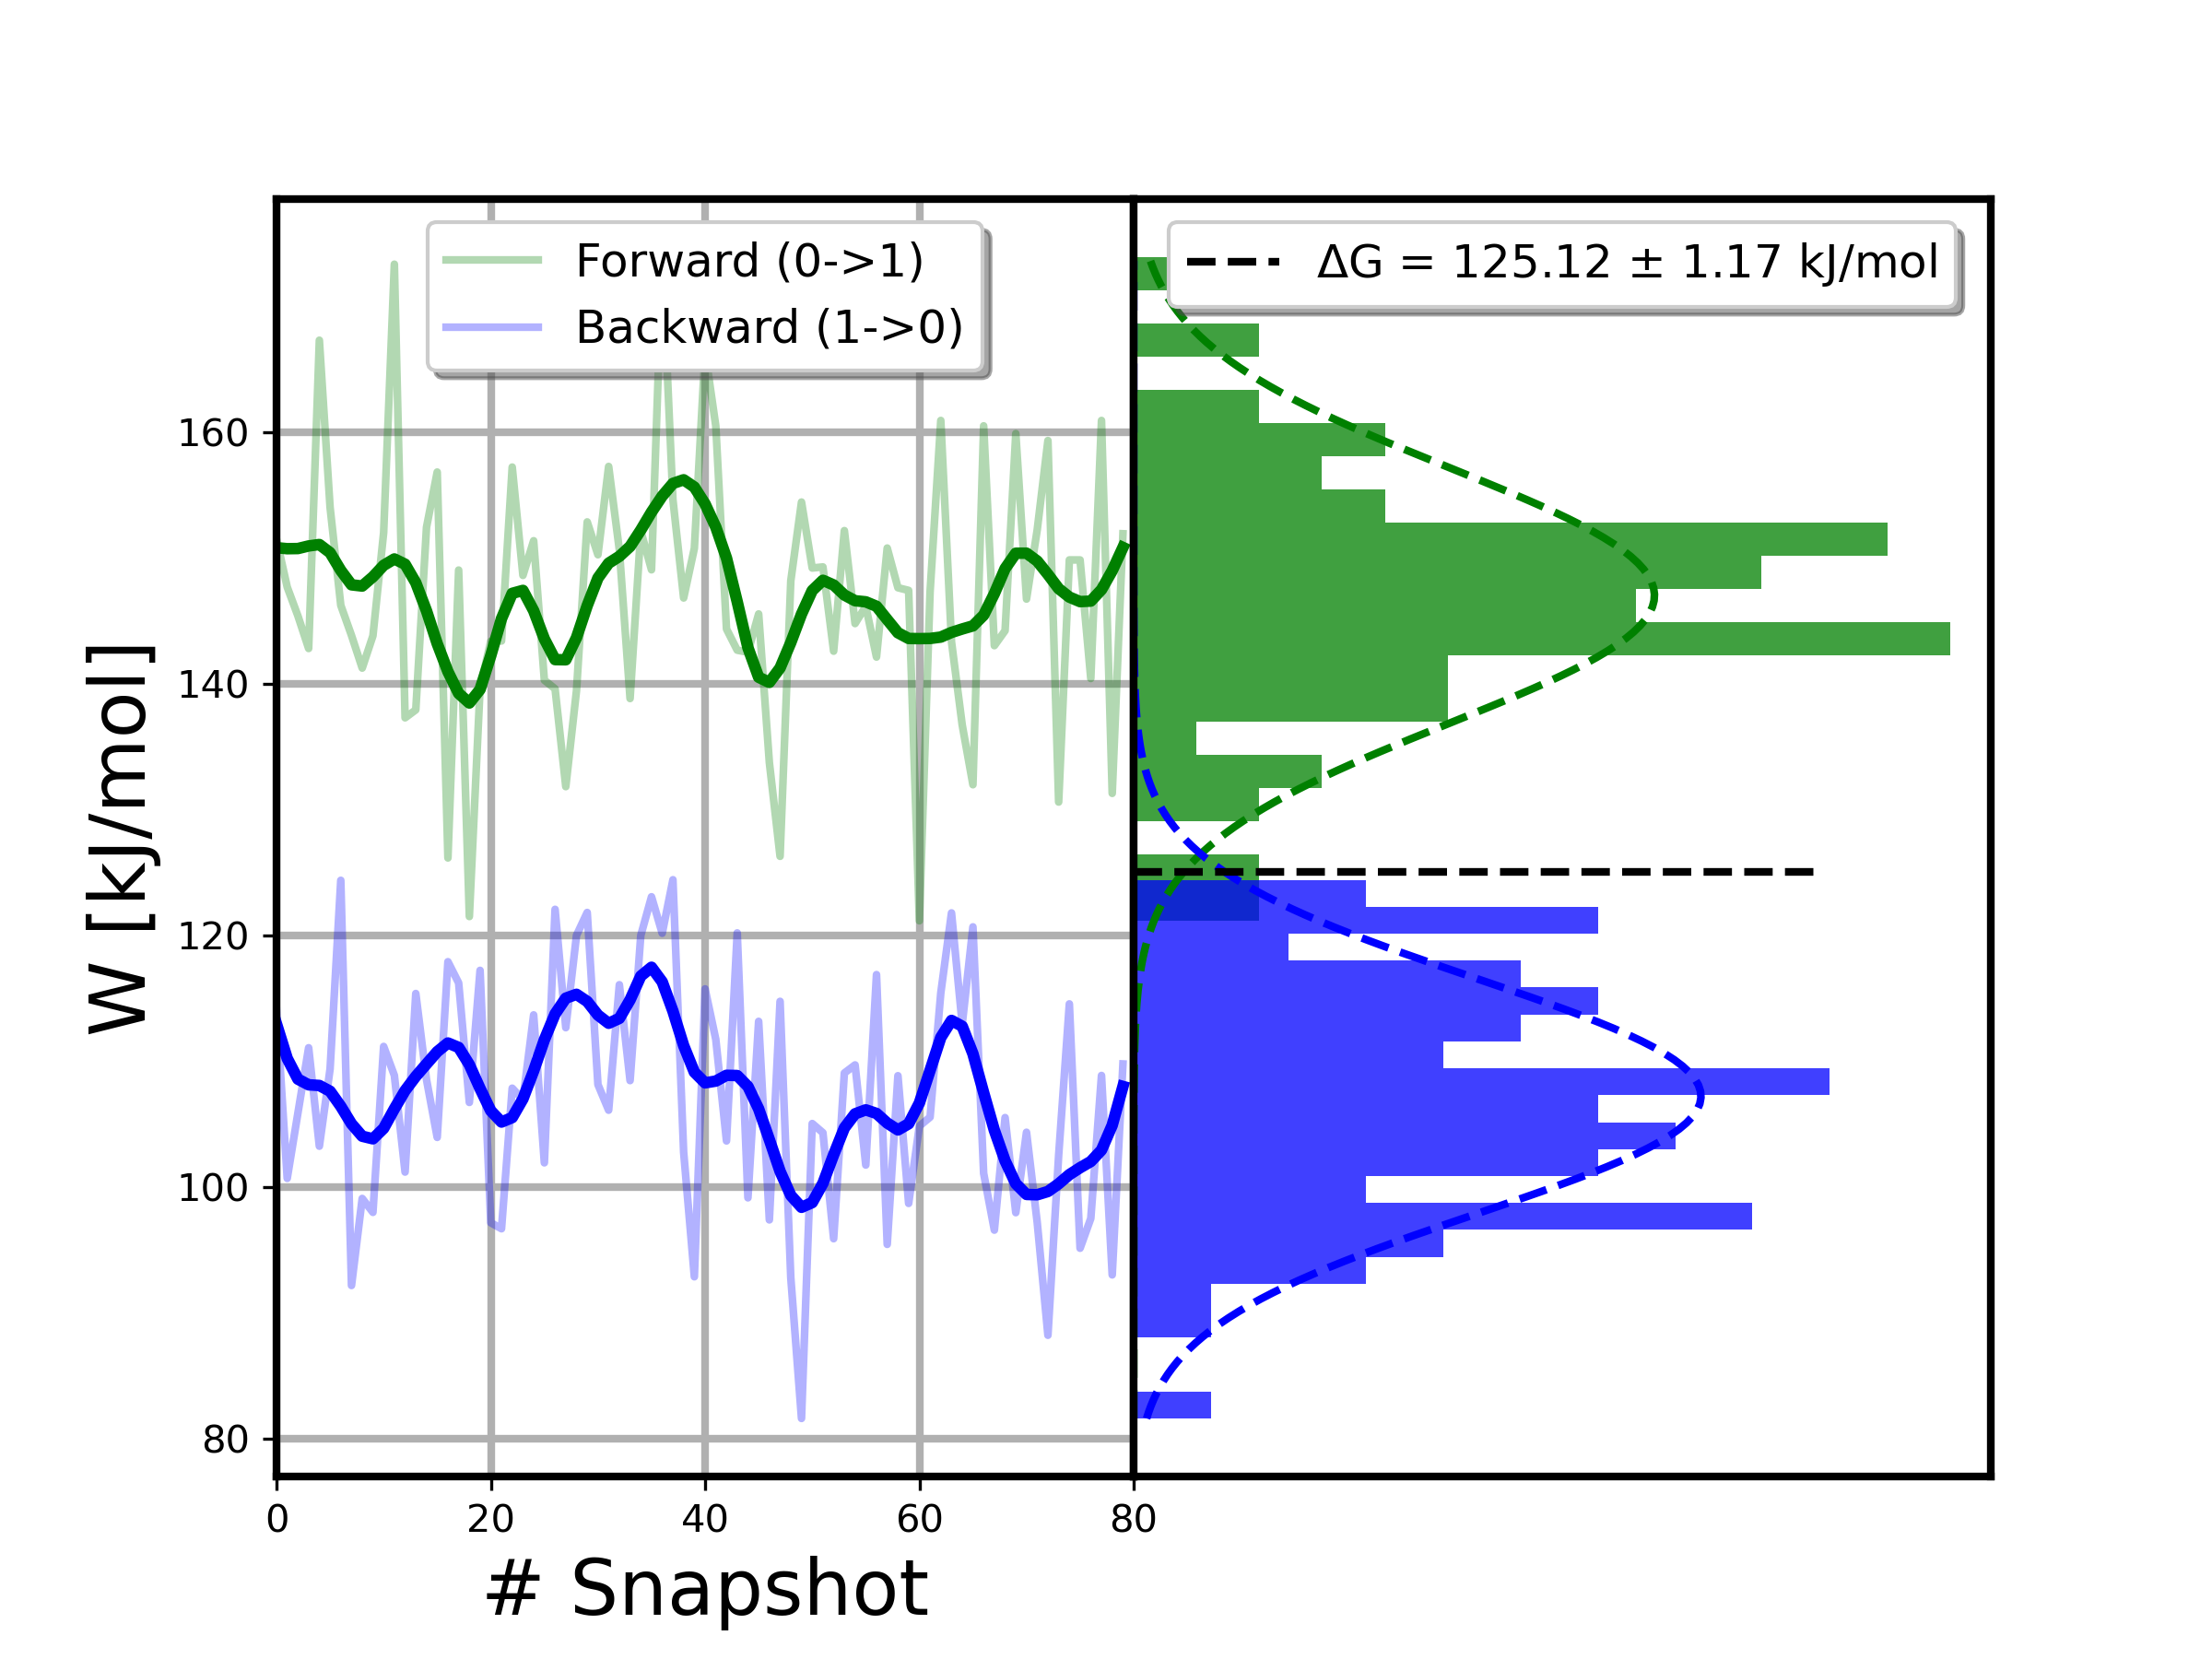 Forward (0->1)
Backward (1->0)
ΔG = 125.12 ± 1.17 kJ/mol
W [kJ/mol]
160
140
120
100
80
0 20 40 60 80
# Snapshot